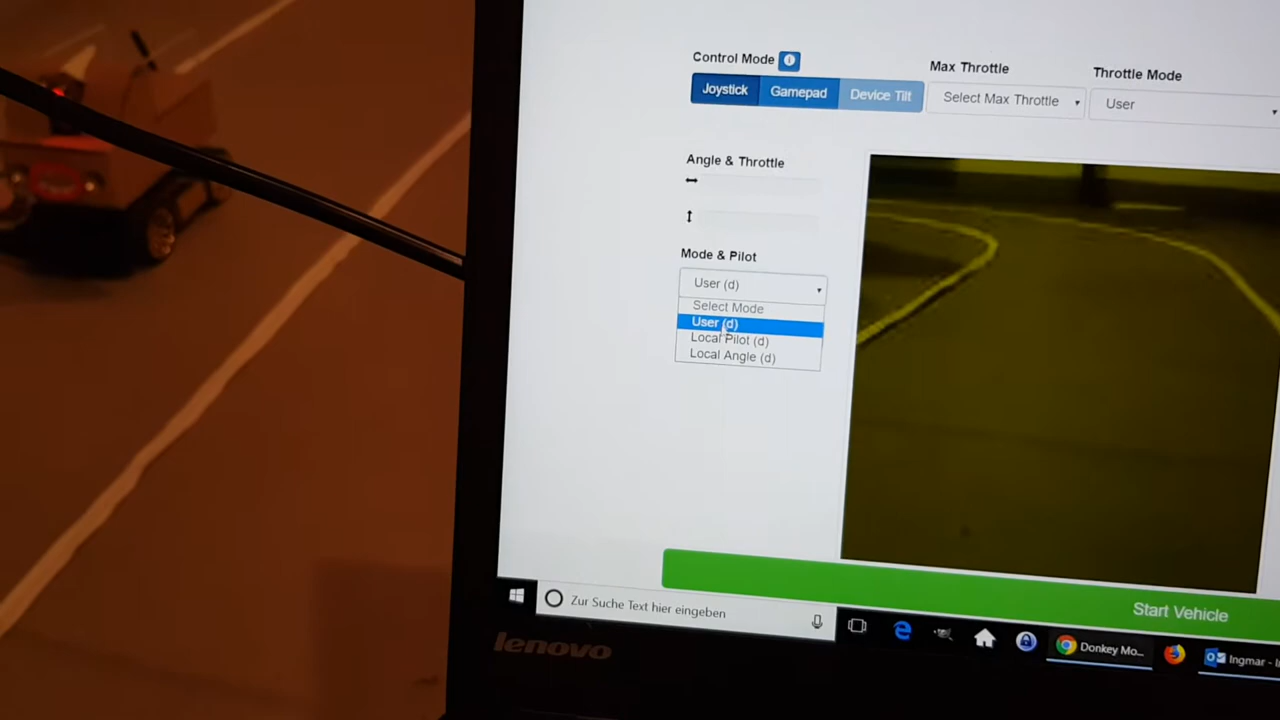 Control Mode
Max Throttle
Throttle Mode
Joystick
Gamepad
Device Tilt
Select Max Throttle
User
Angle & Throttle
Mode & Pilot
User (d)
Select Mode
User (d)
Local Pilot (d)
Local Angle (d)
Start Vehicle
Zur Suche Text hier eingeben
Donkey Mo...
Ingmar - I
lenovo